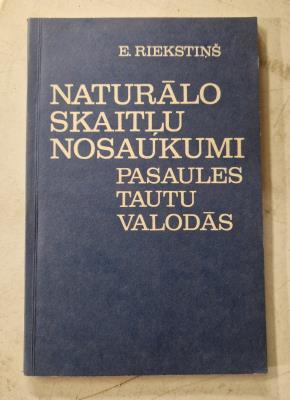 E. RIEKSTIŅŠ
NATURĀLO
SKAITĻU
NOSAUKUMI
PASAULES
TAUTU
VALODĀS